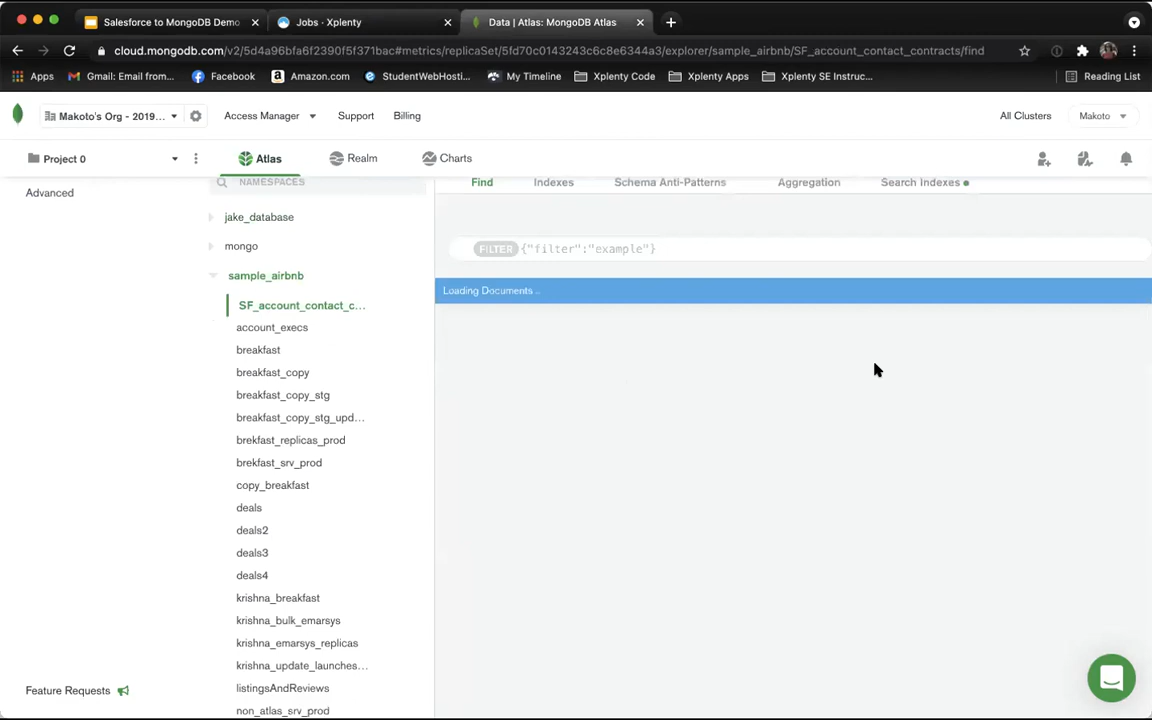 Salesforce to MongoDB Demo
Jobs · Xplenty
Data | Atlas: MongoDB Atlas
cloud.mongodb.com/v2/5d4a96bfa6f2390f5f371bac#metrics/replicaSet/5fd70c0143243c6c8e6344a3/explorer/sample_airbnb/SF_account_contact_contracts/find
Apps
Gmail: Email from...
Facebook
Amazon.com
StudentWebHosti...
My Timeline
Xplenty Code
Xplenty Apps
Xplenty SE Instruc...
Reading List
Makoto's Org - 2019...
Access Manager
Support
Billing
All Clusters
Makoto
Project 0
Atlas
Realm
Charts
Advanced
NAMESPACES
Find
Indexes
Schema Anti-Patterns
Aggregation
Search Indexes
jake_database
mongo
FILTER {"filter":"example"}
sample_airbnb
Loading Documents ..
SF_account_contact_c...
account_execs
breakfast
breakfast_copy
breakfast_copy_stg
breakfast_copy_stg_upd...
brekfast_replicas_prod
brekfast_srv_prod
copy_breakfast
deals
deals2
deals3
deals4
krishna_breakfast
krishna_bulk_emarsys
krishna_emarsys_replicas
krishna_update_launches...
listingsAndReviews
Feature Requests
non_atlas_srv_prod